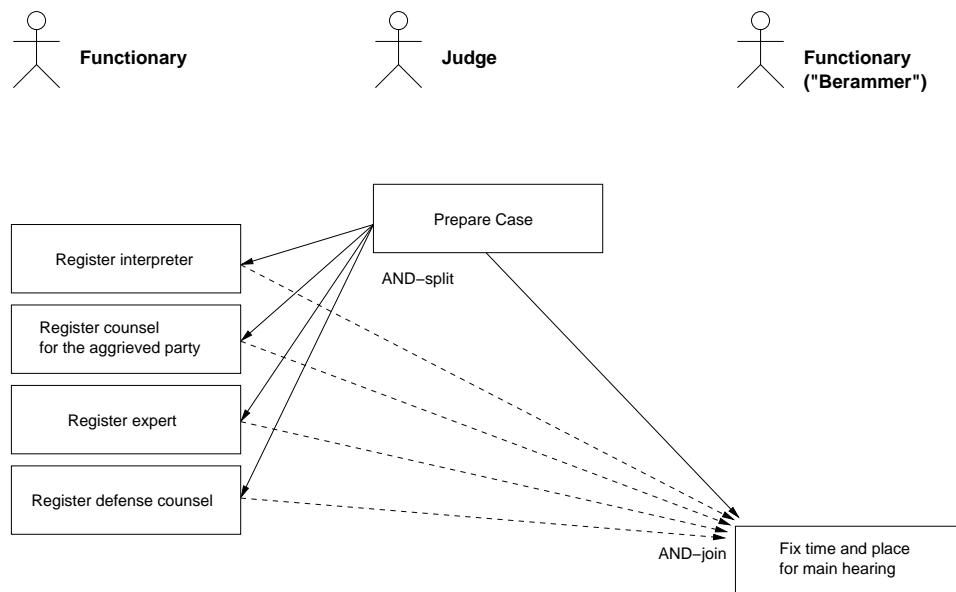 Functionary
Judge
Functionary
("Berammer")
Prepare Case
Register interpreter
AND–split
Register counsel
for the aggrieved party
Register expert
Register defense counsel
AND–join
Fix time and place
for main hearing